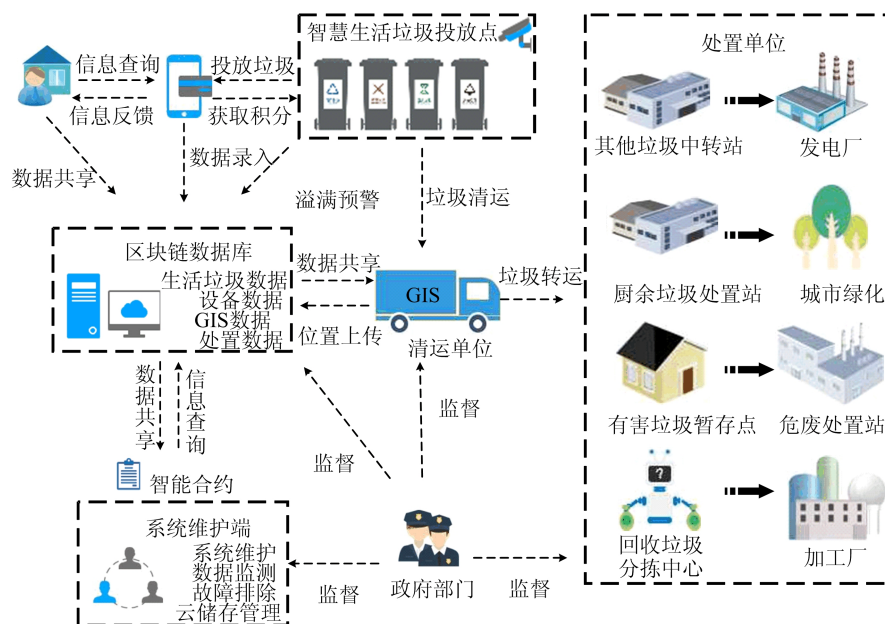 智慧生活垃圾投放点
处置单位
信息查询
投放垃圾
信息反馈
获取积分
其他垃圾中转站
发电厂
数据共享
数据录入
溢满预警
垃圾清运
区块链数据库
生活垃圾数据
设备数据
GIS数据
处置数据
数据共享
GIS
垃圾转运
位置上传
清运单位
厨余垃圾处置站
城市绿化
数据共享
信息查询
监督
监督
有害垃圾暂存点
危废处置站
智能合约
系统维护端
系统维护
数据监测
故障排除
云储存管理
监督
政府部门
监督
?
回收垃圾
分拣中心
加工厂